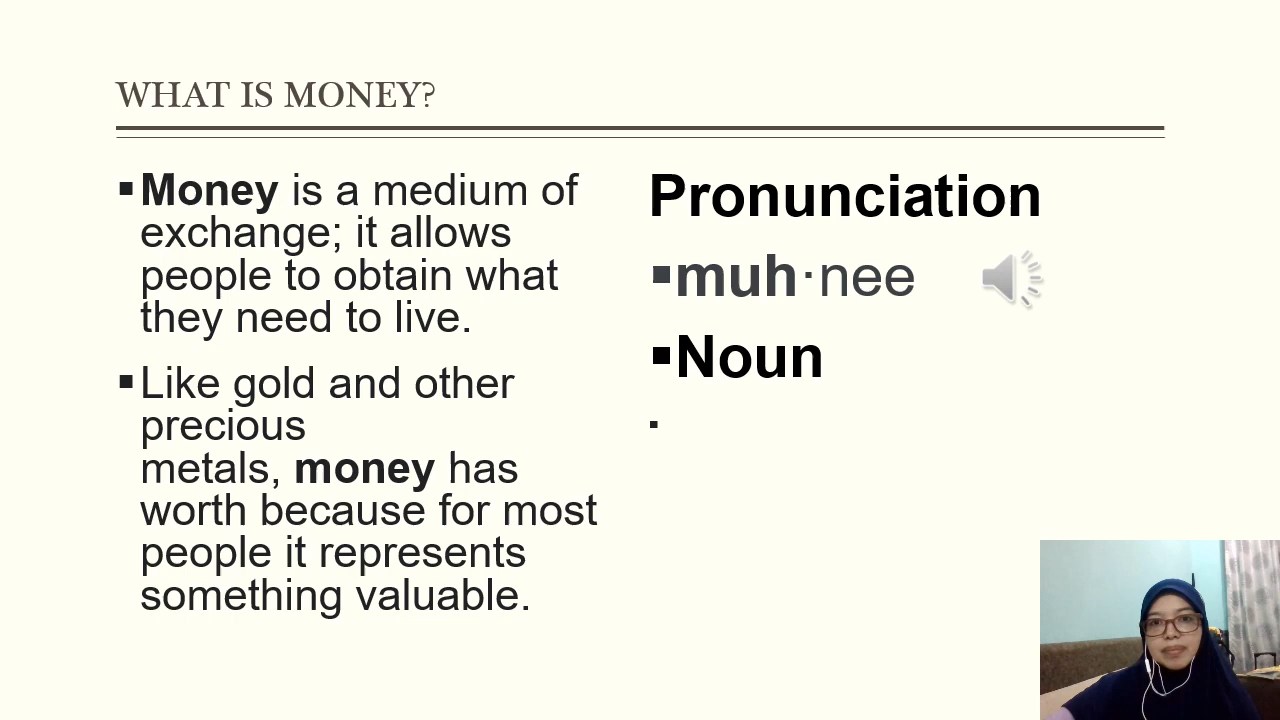 WHAT IS MONEY?
▪Money is a medium of
exchange; it allows
people to obtain what
they need to live.
▪Like gold and other
precious
metals, money has
worth because for most
people it represents
something valuable.
Pronunciation
▪muh·nee
▪Noun
▪